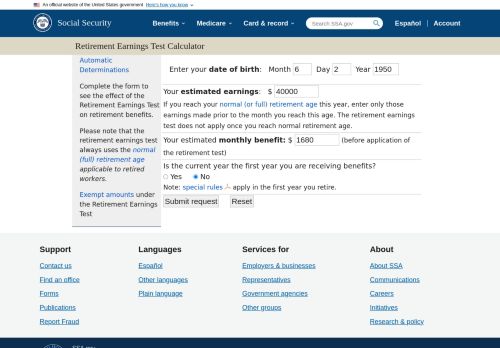 An official website of the United States government Here's how you know
Social Security
Benefits Medicare Card & record Search SSA.gov Español Account
Retirement Earnings Test Calculator
Automatic
Determinations
Complete the form to
see the effect of the
Retirement Earnings Test
on retirement benefits.
Please note that the
retirement earnings test
always uses the normal
(full) retirement age
applicable to retired
workers.
Exempt amounts under
the Retirement Earnings
Test
Enter your date of birth: Month 6 Day 2 Year 1950
Your estimated earnings: $ 40000
If you reach your normal (or full) retirement age this year, enter only those
earnings made prior to the month you reach this age. The retirement earnings
test does not apply once you reach normal retirement age.
Your estimated monthly benefit: $ 1680 (before application of
the retirement test)
Is the current year the first year you are receiving benefits?
Yes No
Note: special rules apply in the first year you retire.
Submit request Reset
Support
Contact us
Find an office
Forms
Publications
Report Fraud
Languages
Español
Other languages
Plain language
Services for
Employers & businesses
Representatives
Government agencies
Other groups
About
About SSA
Communications
Careers
Initiatives
Research & policy